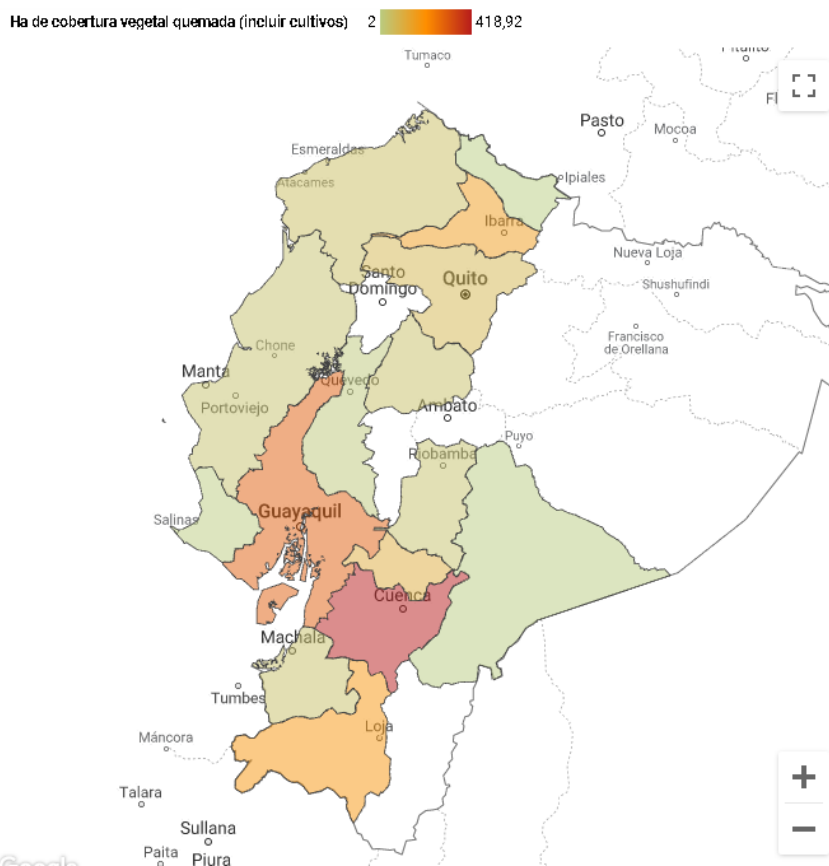 Ha de cobertura vegetal quemada (incluir cultivos) 2 418,92
Tumaco
Pasto
Mocoa
Esmeraldas
Ipiales
Atacames
Ibarra
Nueva Loja
Santo
Domingo
Quito
Shushufindi
Francisco
de Orellana
Chone
Manta
Quevedo
Portoviejo
Ambato
Puyo
Riobamba
Guayaquil
Salinas
Cuenca
Machala
Tumbes
Loja
Máncora
+
Talara
−
Sullana
Paita
Piura
Google